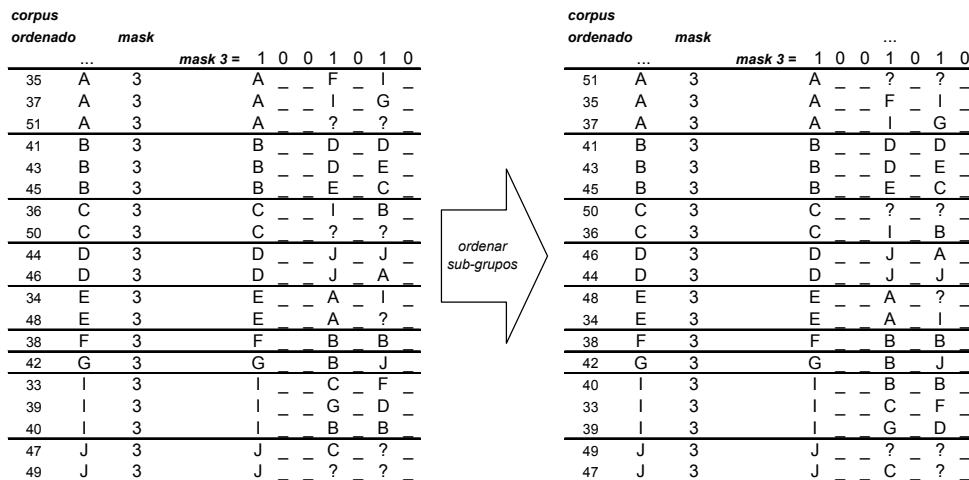 corpus
ordenado mask
... mask 3 = 1 0 0 1 0 1 0
35 A 3 A _ _ F _ I _
37 A 3 A _ _ I _ G _
51 A 3 A _ _ ? _ ? _
41 B 3 B _ _ D _ D _
43 B 3 B _ _ D _ E _
45 B 3 B _ _ E _ C _
36 C 3 C _ _ I _ B _
50 C 3 C _ _ ? _ ? _
44 D 3 D _ _ J _ J _
46 D 3 D _ _ J _ A _
34 E 3 E _ _ A _ I _
48 E 3 E _ _ A _ ? _
38 F 3 F _ _ B _ B _
42 G 3 G _ _ B _ J _
33 I 3 I _ _ C _ F _
39 I 3 I _ _ G _ D _
40 I 3 I _ _ B _ B _
47 J 3 J _ _ C _ ? _
49 J 3 J _ _ ? _ ? _
ordenar
sub-grupos
corpus
ordenado mask ...
... mask 3 = 1 0 0 1 0 1 0
51 A 3 A _ _ ? _ ? _
35 A 3 A _ _ F _ I _
37 A 3 A _ _ I _ G _
41 B 3 B _ _ D _ D _
43 B 3 B _ _ D _ E _
45 B 3 B _ _ E _ C _
50 C 3 C _ _ ? _ ? _
36 C 3 C _ _ I _ B _
46 D 3 D _ _ J _ A _
44 D 3 D _ _ J _ J _
48 E 3 E _ _ A _ ? _
34 E 3 E _ _ A _ I _
38 F 3 F _ _ B _ B _
42 G 3 G _ _ B _ J _
40 I 3 I _ _ B _ B _
33 I 3 I _ _ C _ F _
39 I 3 I _ _ G _ D _
49 J 3 J _ _ ? _ ? _
47 J 3 J _ _ C _ ? _